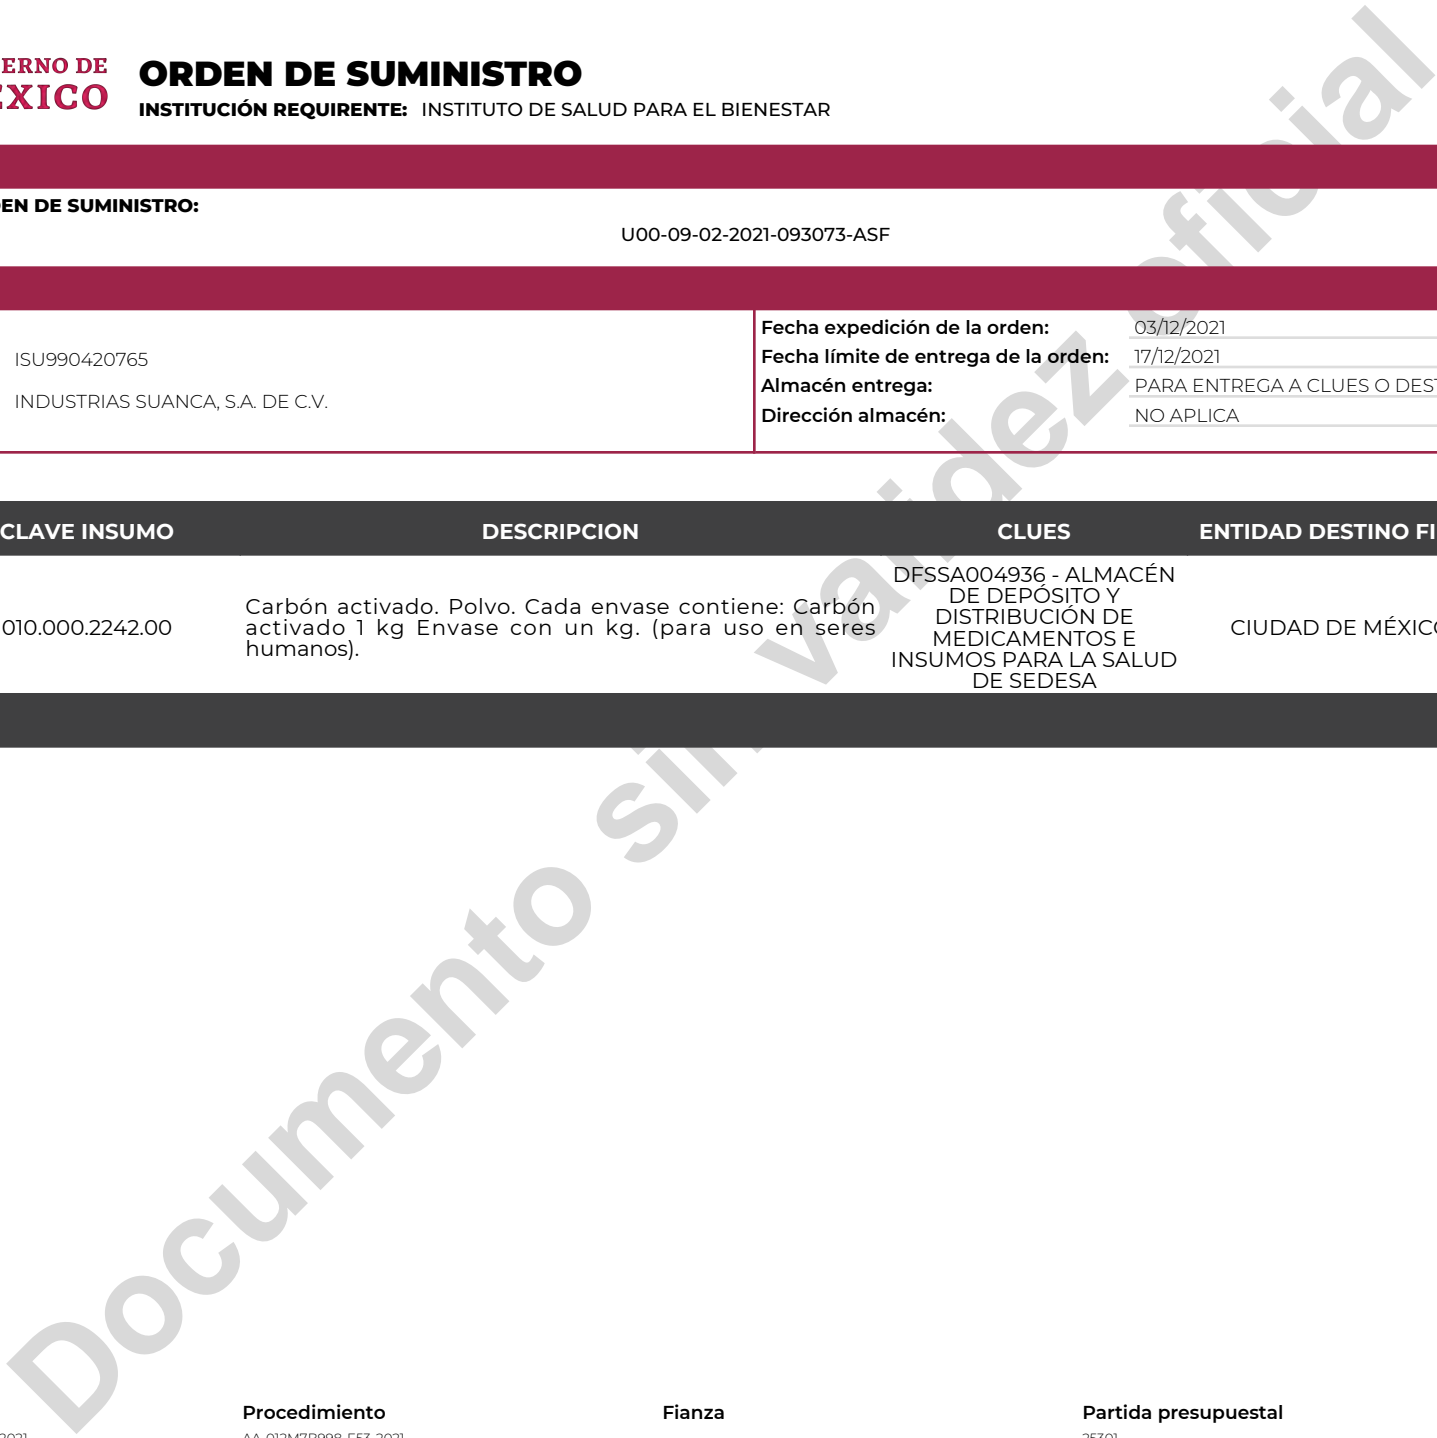 ERNO DE
EXICO
ORDEN DE SUMINISTRO
INSTITUCIÓN REQUIRENTE: INSTITUTO DE SALUD PARA EL BIENESTAR
EN DE SUMINISTRO:
U00-09-02-2021-093073-ASF
ISU990420765
INDUSTRIAS SUANCA, S.A. DE C.V.
Fecha expedición de la orden: 03/12/2021
Fecha límite de entrega de la orden: 17/12/2021
Almacén entrega: PARA ENTREGA A CLUES O DEST
Dirección almacén: NO APLICA
CLAVE INSUMO DESCRIPCION CLUES ENTIDAD DESTINO FI
010.000.2242.00
Carbón activado. Polvo. Cada envase contiene: Carbón
activado 1 kg Envase con un kg. (para uso en seres
humanos).
DFSSA004936 - ALMACÉN
DE DEPÓSITO Y
DISTRIBUCIÓN DE
MEDICAMENTOS E
INSUMOS PARA LA SALUD
DE SEDESA
CIUDAD DE MÉXICO
Documento sin validez oficial
Procedimiento Fianza Partida presupuestal